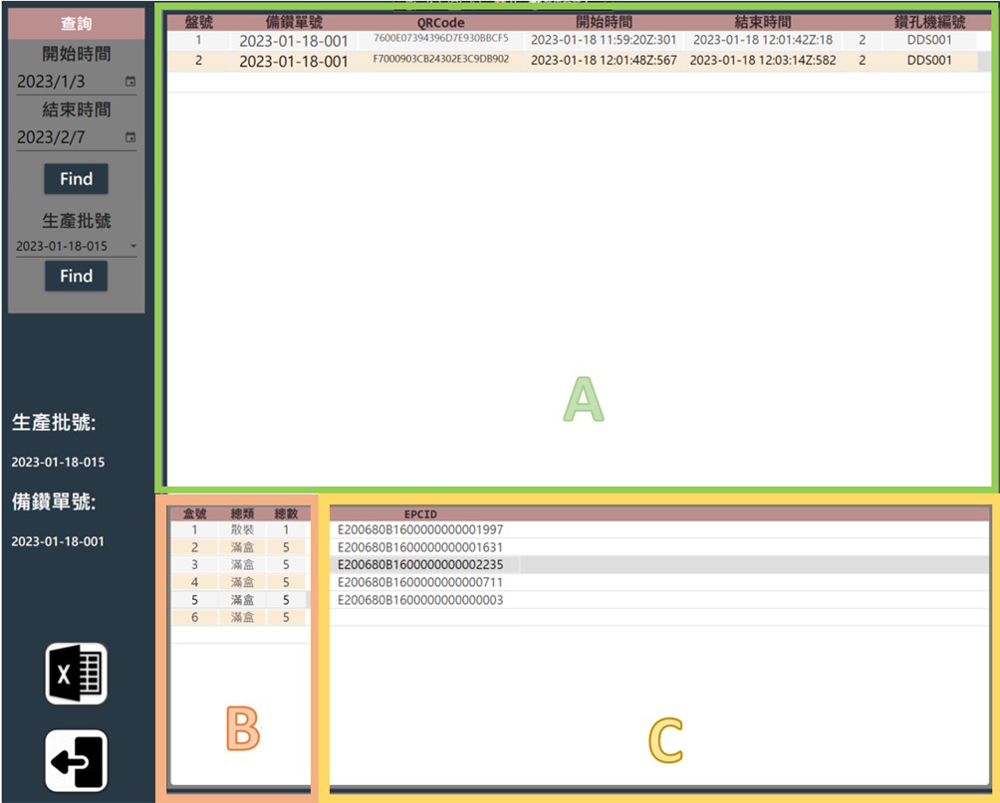 查詢
開始時間
2023/1/3
結束時間
2023/2/7
Find
生產批號
2023-01-18-015
Find
生產批號:
2023-01-18-015
備鑽單號:
2023-01-18-001
X
盤號 備鑽單號 QRCode 開始時間 結束時間 鑽孔機編號
1 2023-01-18-001 7600E07394396D7E930BBCF5 2023-01-18 11:59:20Z:301 2023-01-18 12:01:42Z:18 2 DDS001
2 2023-01-18-001 F7000903CB24302E3C9DB902 2023-01-18 12:01:48Z:567 2023-01-18 12:03:14Z:582 2 DDS001
A
盒號 總類 總數
1 散裝 1
2 滿盒 5
3 滿盒 5
4 滿盒 5
5 滿盒 5
6 滿盒 5
B
EPCID
E200680B1600000000001997
E200680B1600000000001631
E200680B1600000000002235
E200680B1600000000000711
E200680B1600000000000003
C